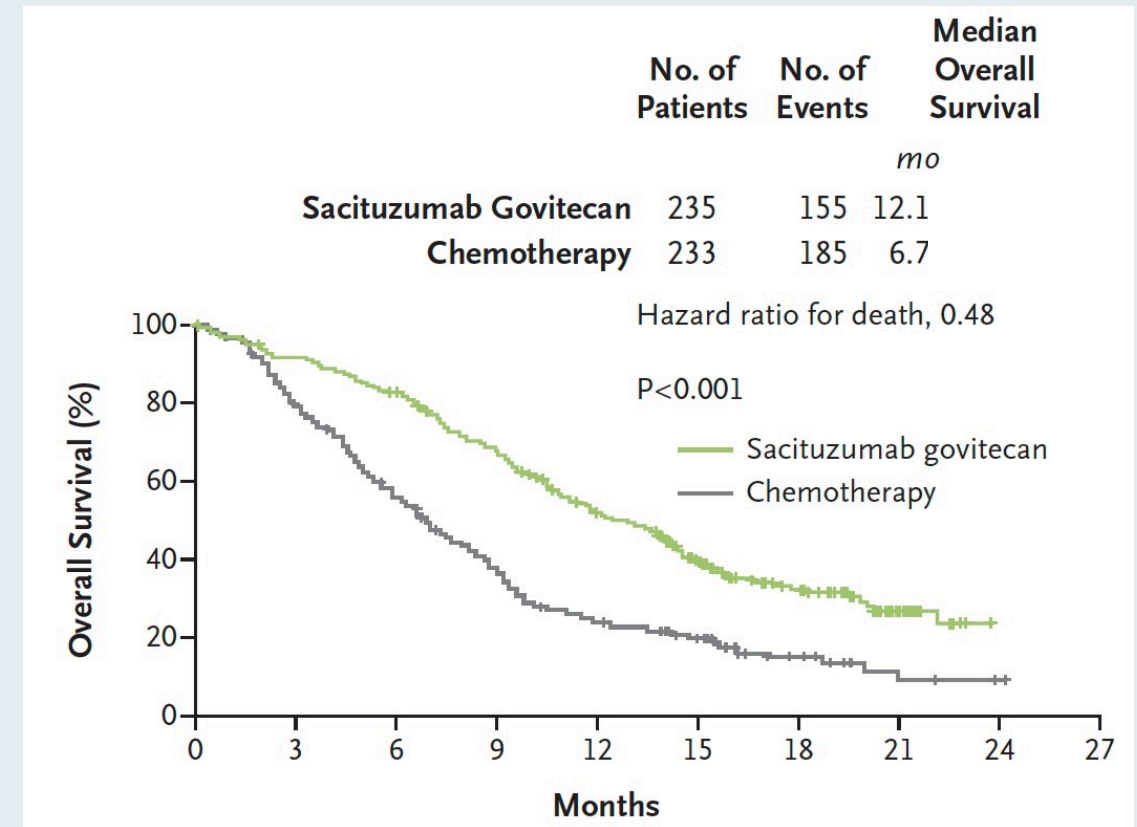 Median
No. of No. of Overall
Patients Events Survival
mo
Sacituzumab Govitecan 235 155 12.1
Chemotherapy 233 185 6.7
Hazard ratio for death, 0.48
P<0.001
Sacituzumab govitecan
Chemotherapy
Overall Survival (%)
100
80
60
40
20
0
0 3 6 9 12 15 18 21 24 27
Months